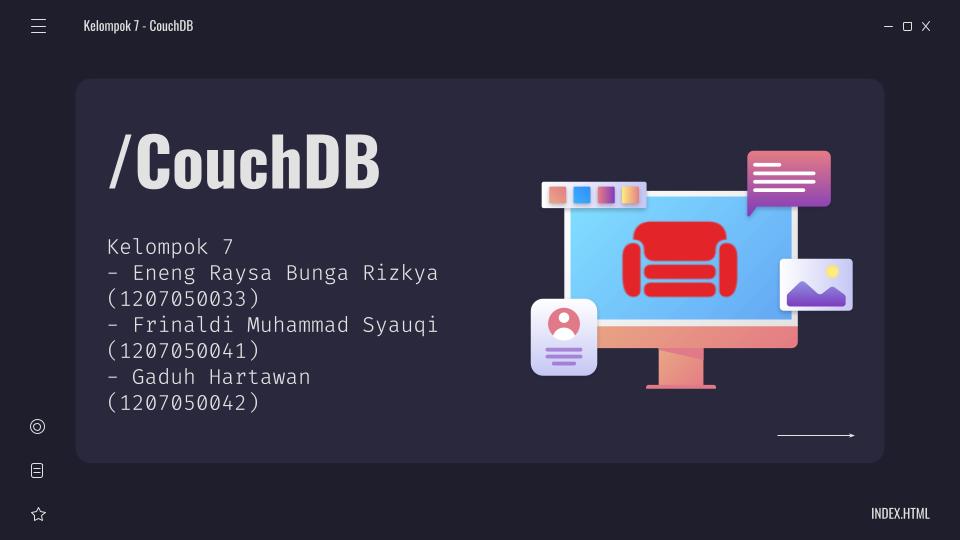 Kelompok 7 - CouchDB
/CouchDB
Kelompok 7
- Eneng Raysa Bunga Rizkya
(1207050033)
- Frinaldi Muhammad Syauqi
(1207050041)
- Gaduh Hartawan
(1207050042)
INDEX.HTML